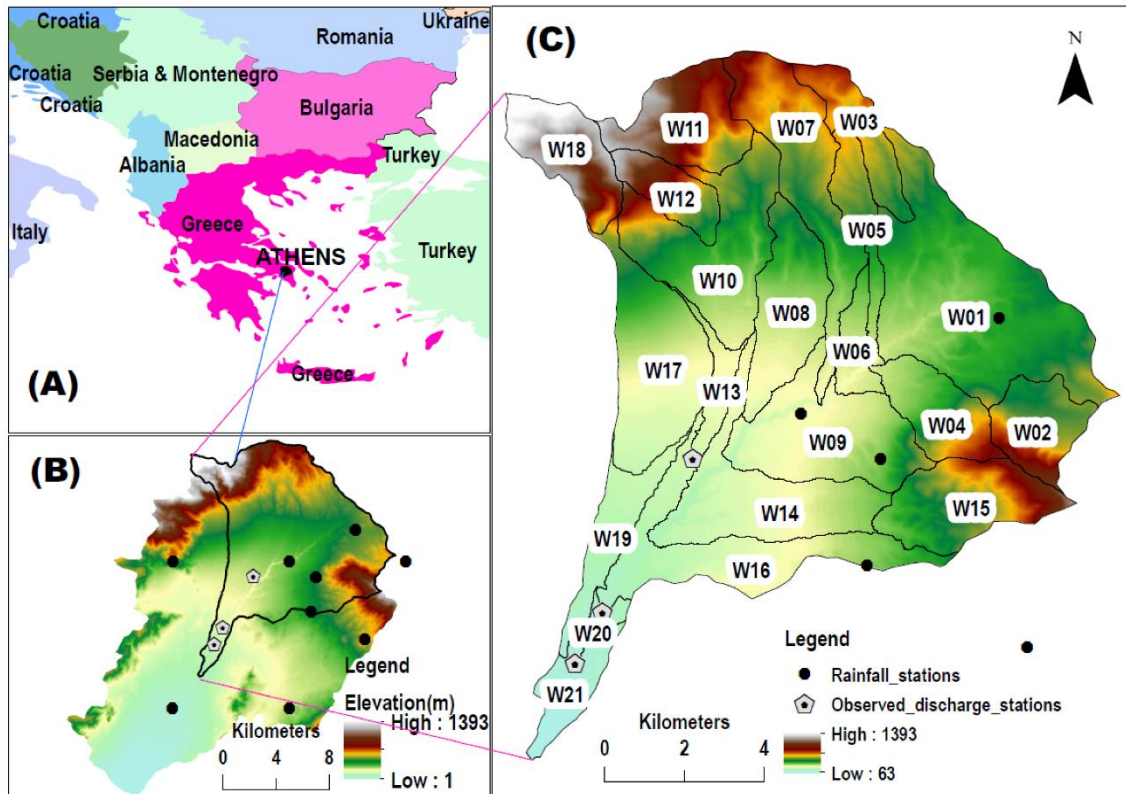 Croatia
Ukraine
Romania
Croatia
Serbia & Montenegro
Croatia
Bulgaria
Macedonia
Albania
Turkey
Italy
Greece
ATHENS
Turkey
(A)
Greece
(B)
Legend
Elevation(m)
High : 1393
Low : 1
Kilometers
0 4 8
(C)
N
W11
W07
W03
W18
W12
W05
W10
W08
W01
W06
W17
W13
W04
W02
W09
W15
W14
W19
W16
W20
W21
Legend
Rainfall_stations
Observed_discharge_stations
High : 1393
Low : 63
Kilometers
0 2 4